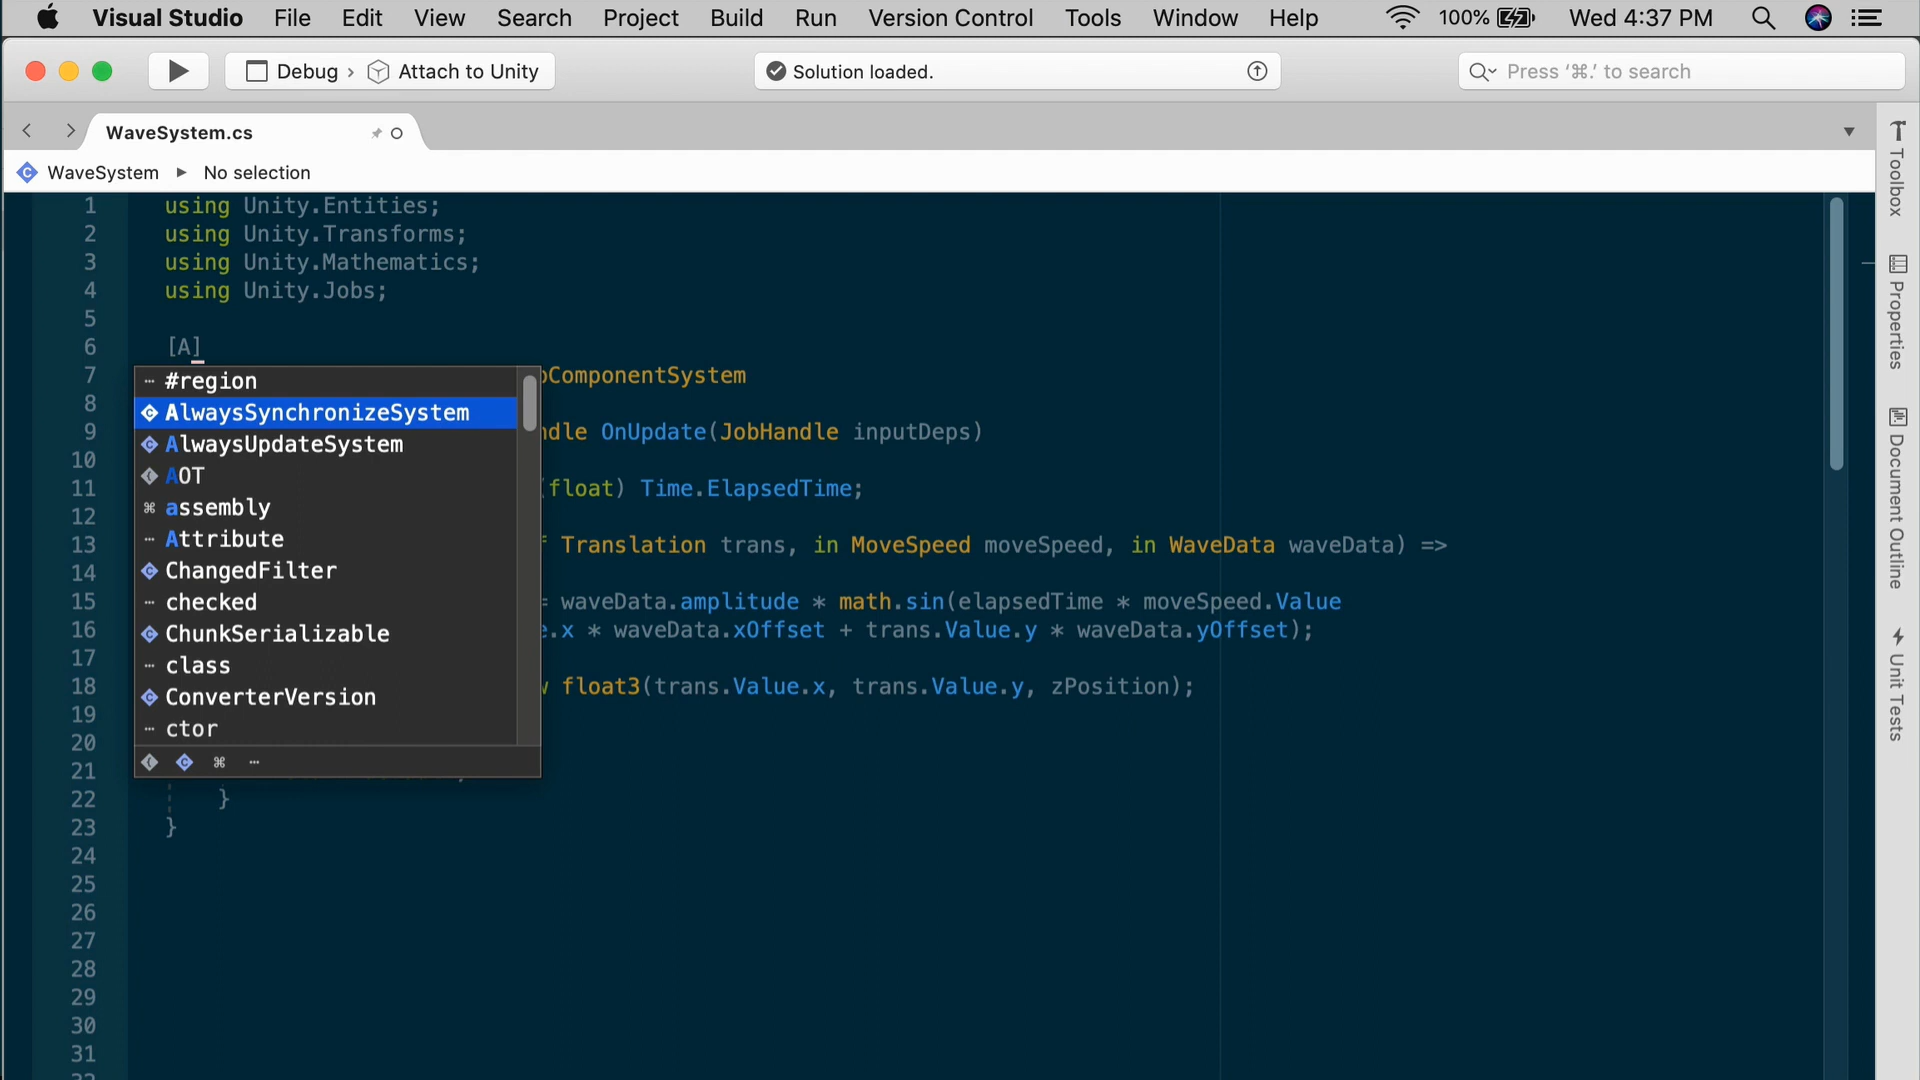 Visual Studio File Edit View Search Project Build Run Version Control Tools Window Help 100% Wed 4:37 PM
Debug › Attach to Unity
Solution loaded.
Press ‘⌘.’ to search
WaveSystem.cs
WaveSystem ▸ No selection
1 using Unity.Entities;
2 using Unity.Transforms;
3 using Unity.Mathematics;
4 using Unity.Jobs;
5
6 [A]
7 ComponentSystem
8
9 ndle OnUpdate(JobHandle inputDeps)
10
11 (float) Time.ElapsedTime;
12
13 Translation trans, in MoveSpeed moveSpeed, in WaveData waveData) =>
14
15 = waveData.amplitude * math.sin(elapsedTime * moveSpeed.Value
16 e.x * waveData.xOffset + trans.Value.y * waveData.yOffset);
17
18 float3(trans.Value.x, trans.Value.y, zPosition);
19
20
21
22 }
23 }
24
25
26
27
28
29
30
31
#region
AlwaysSynchronizeSystem
AlwaysUpdateSystem
AOT
assembly
Attribute
ChangedFilter
checked
ChunkSerializable
class
ConverterVersion
ctor
Toolbox
Properties
Document Outline
Unit Tests